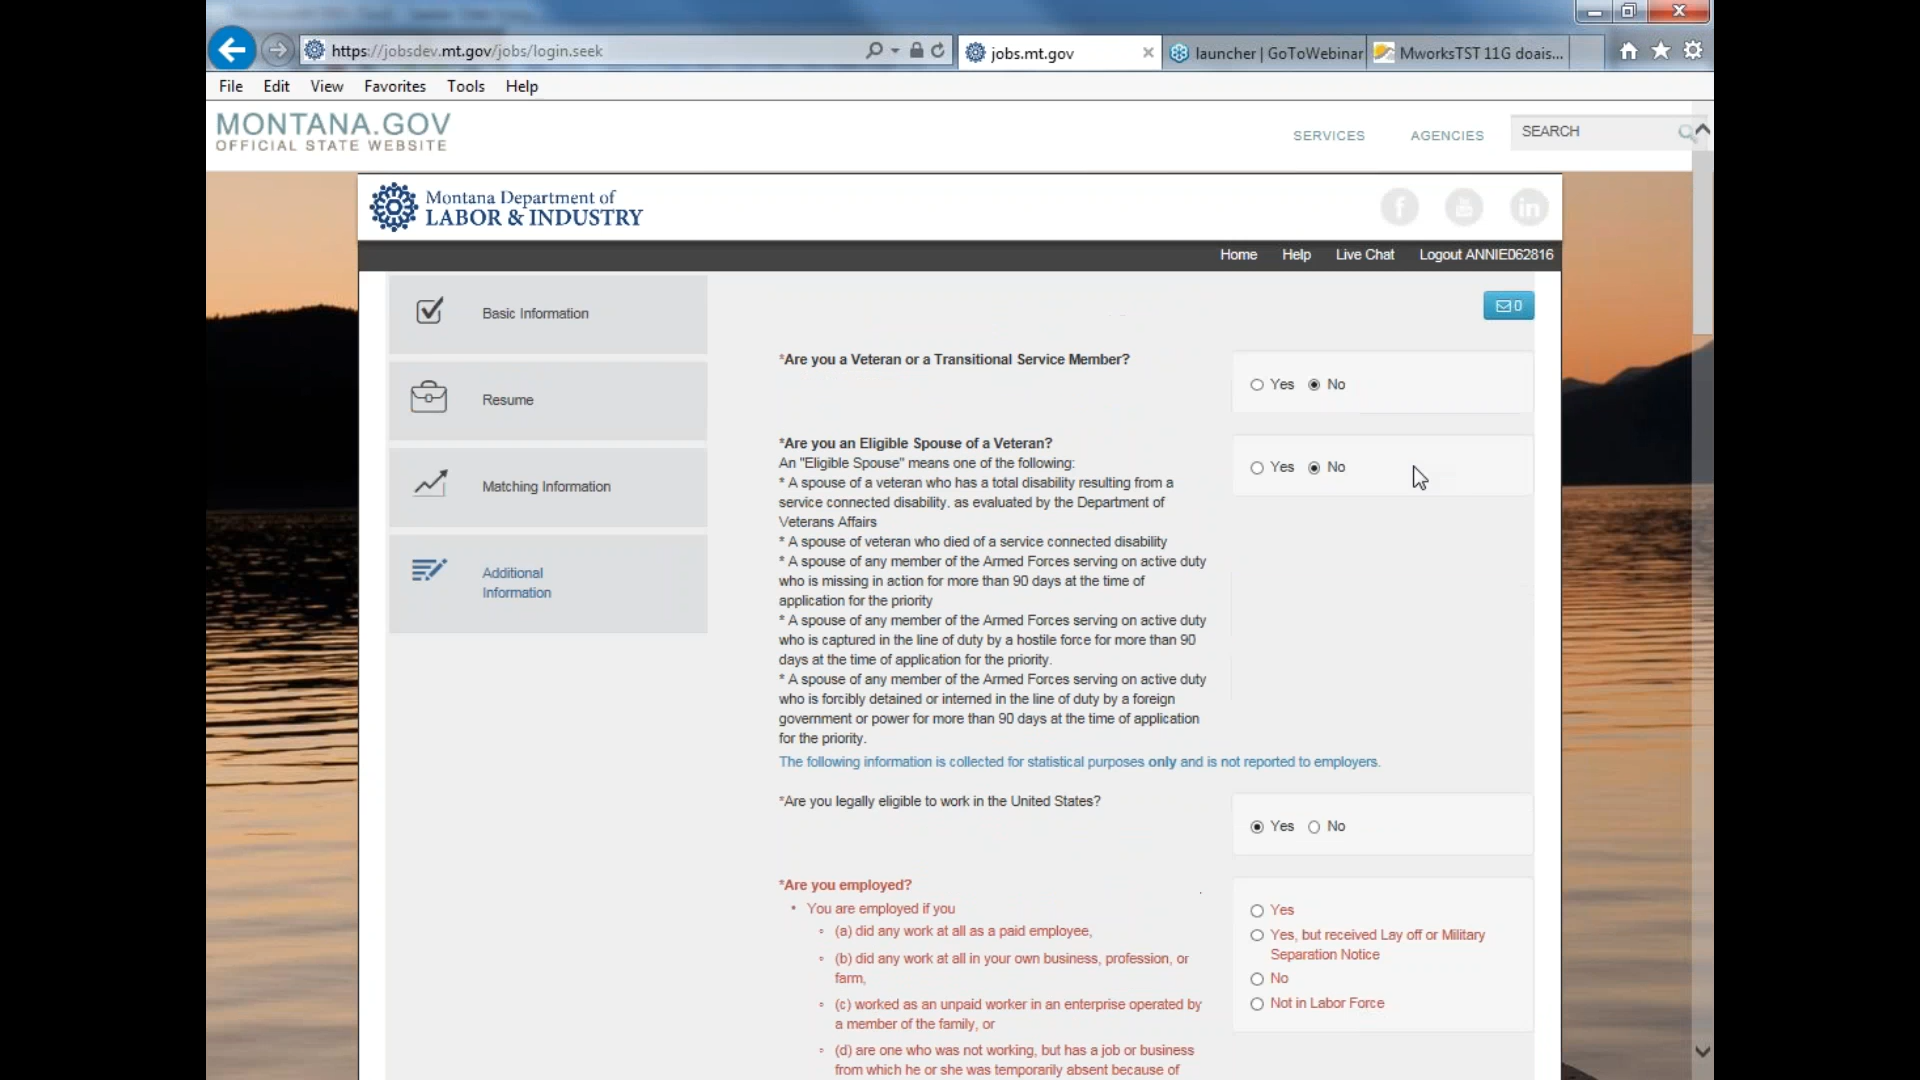 https://jobsdev.mt.gov/jobs/login.seek
jobs.mt.gov
launcher | GoToWebinar
MworksTST 11G doais...
File Edit View Favorites Tools Help
MONTANA.GOV
OFFICIAL STATE WEBSITE
SERVICES
AGENCIES
SEARCH
Montana Department of
LABOR & INDUSTRY
Home Help Live Chat Logout ANNIE062816
Basic Information
Resume
Matching Information
Additional
Information
0
*Are you a Veteran or a Transitional Service Member?
Yes No
*Are you an Eligible Spouse of a Veteran?
Yes No
An "Eligible Spouse" means one of the following:
* A spouse of a veteran who has a total disability resulting from a
service connected disability. as evaluated by the Department of
Veterans Affairs
* A spouse of veteran who died of a service connected disability
* A spouse of any member of the Armed Forces serving on active duty
who is missing in action for more than 90 days at the time of
application for the priority
* A spouse of any member of the Armed Forces serving on active duty
who is captured in the line of duty by a hostile force for more than 90
days at the time of application for the priority.
* A spouse of any member of the Armed Forces serving on active duty
who is forcibly detained or interned in the line of duty by a foreign
government or power for more than 90 days at the time of application
for the priority.
The following information is collected for statistical purposes only and is not reported to employers.
*Are you legally eligible to work in the United States?
Yes No
*Are you employed?
• You are employed if you
◦ (a) did any work at all as a paid employee,
◦ (b) did any work at all in your own business, profession, or
farm,
◦ (c) worked as an unpaid worker in an enterprise operated by
a member of the family, or
◦ (d) are one who was not working, but has a job or business
from which he or she was temporarily absent because of
Yes
Yes, but received Lay off or Military
Separation Notice
No
Not in Labor Force